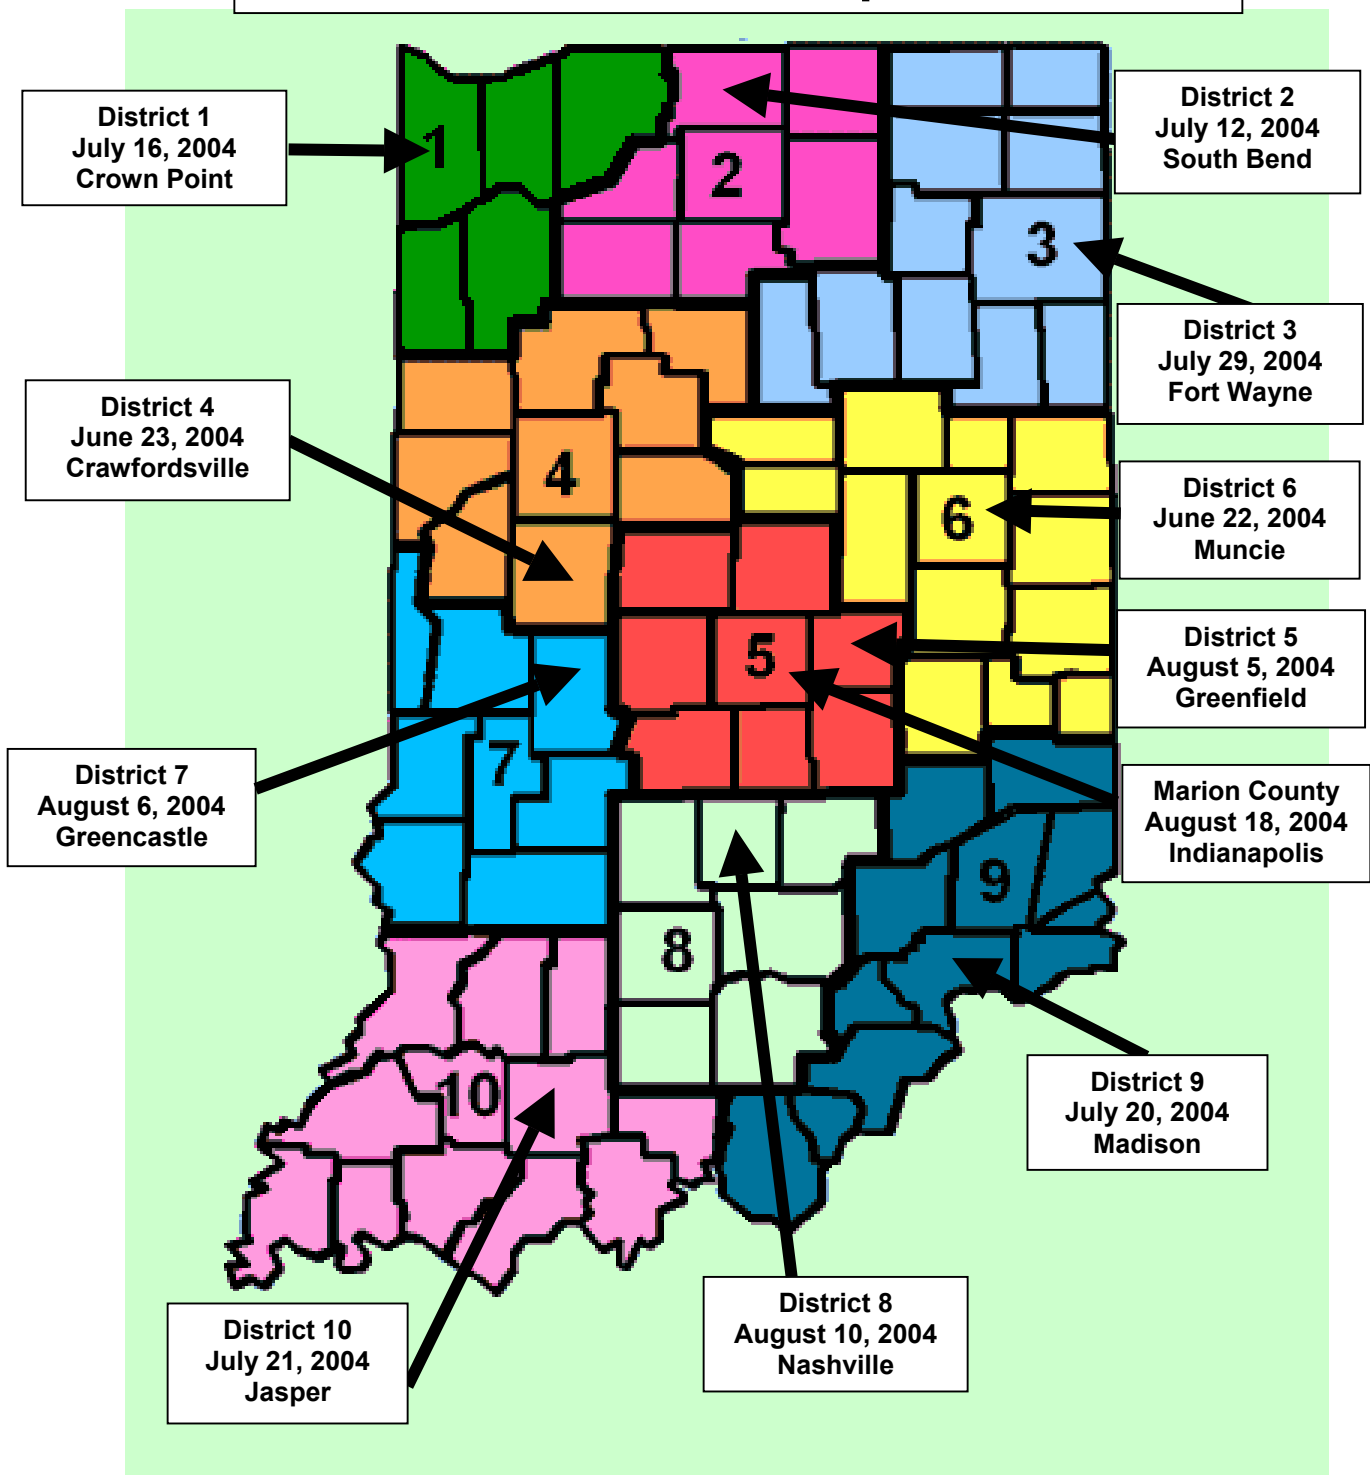 District 1
July 16, 2004
Crown Point
District 2
July 12, 2004
South Bend
1
2
3
District 3
July 29, 2004
Fort Wayne
District 4
June 23, 2004
Crawfordsville
4
6
District 6
June 22, 2004
Muncie
5
District 5
August 5, 2004
Greenfield
7
District 7
August 6, 2004
Greencastle
Marion County
August 18, 2004
Indianapolis
9
8
10
District 9
July 20, 2004
Madison
District 10
July 21, 2004
Jasper
District 8
August 10, 2004
Nashville